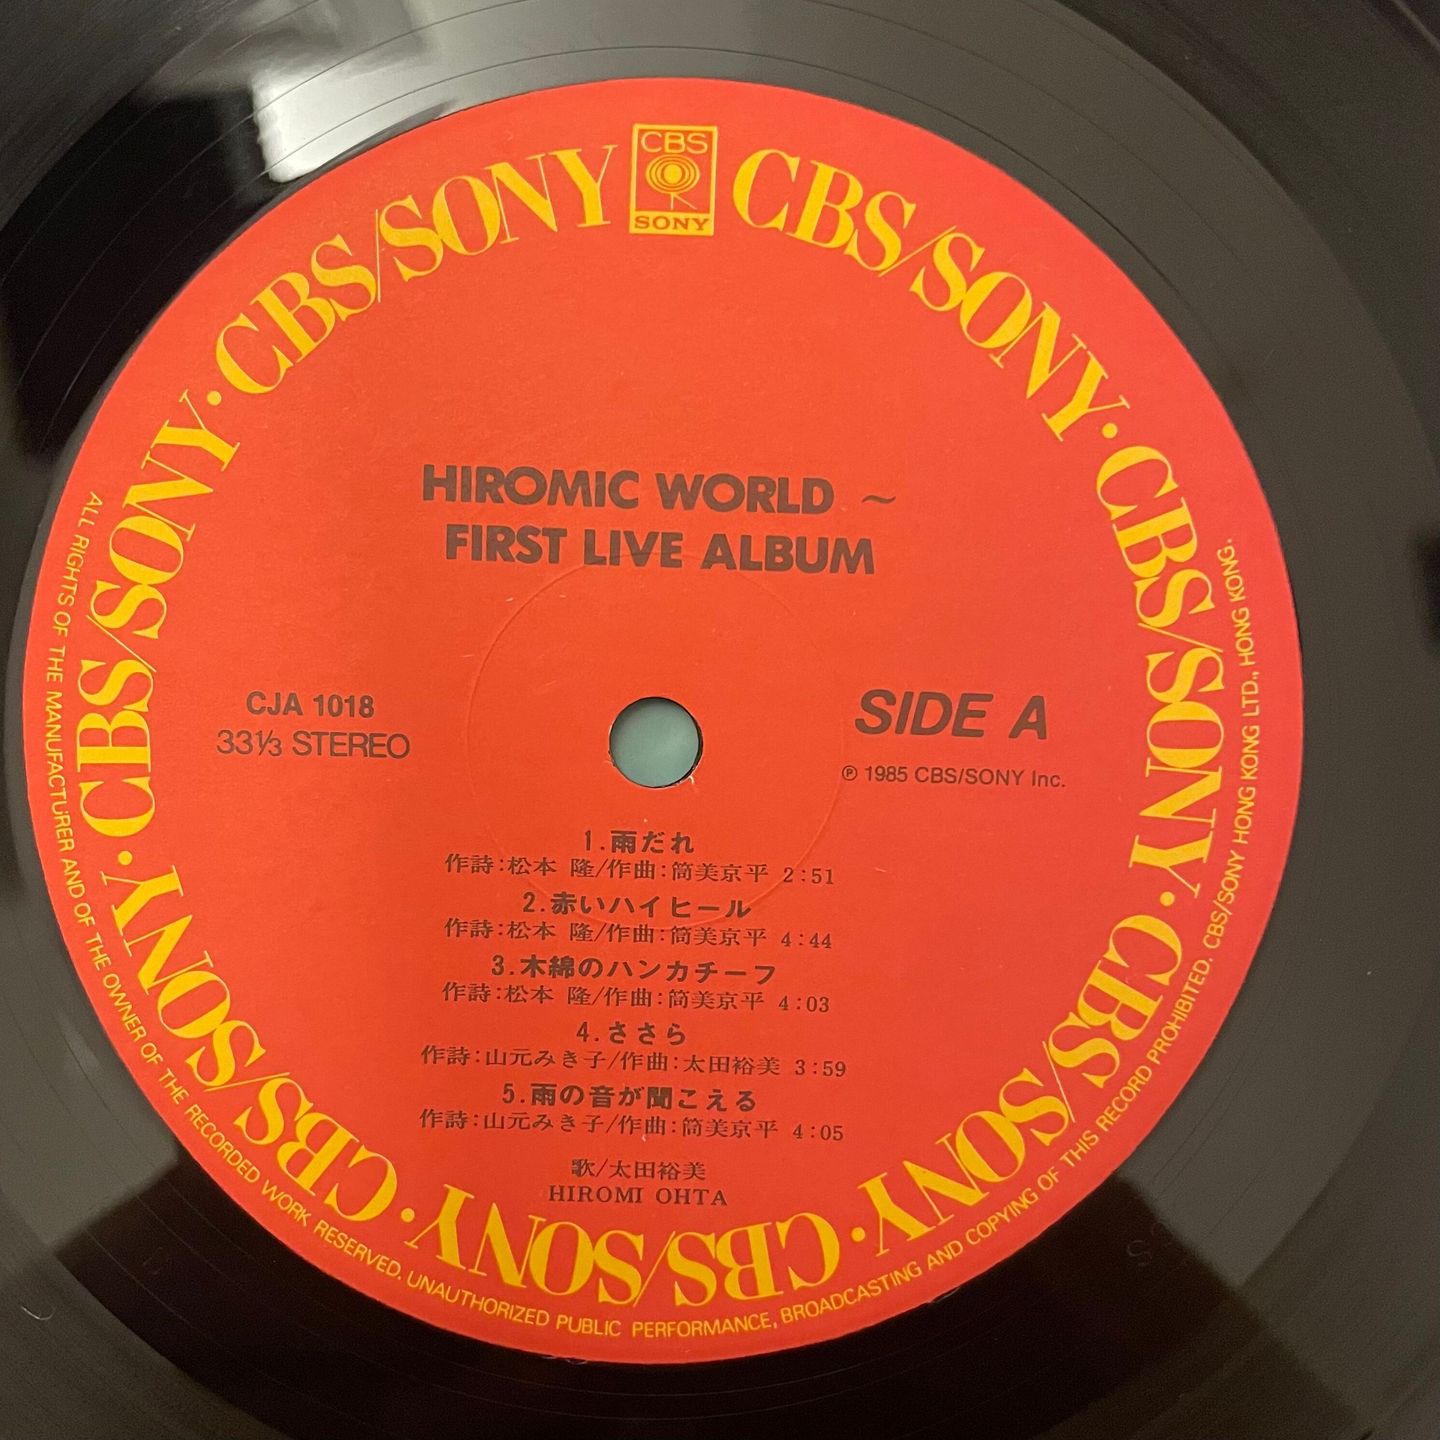 CBS
SONY
CBS/SONY · CBS/SONY · CBS/SONY · CBS/SONY · CBS/SONY · CBS/SONY · CBS/SONY · CBS/SONY
HIROMIC WORLD ~
FIRST LIVE ALBUM
CJA 1018
33⅓ STEREO
SIDE A
℗ 1985 CBS/SONY Inc.
1.雨だれ
作詩:松本 隆/作曲:筒美京平 2:51
2.赤いハイヒール
作詩:松本 隆/作曲:筒美京平 4:44
3.木綿のハンカチーフ
作詩:松本 隆/作曲:筒美京平 4:03
4.ささら
作詩:山元みき子/作曲:太田裕美 3:59
5.雨の音が聞こえる
作詩:山元みき子/作曲:筒美京平 4:05
歌/太田裕美
HIROMI OHTA
ALL RIGHTS OF THE MANUFACTURER AND OF THE OWNER OF THE RECORDED WORK RESERVED. UNAUTHORIZED PUBLIC PERFORMANCE, BROADCASTING AND COPYING OF THIS RECORD PROHIBITED. CBS/SONY HONG KONG LTD., HONG KONG.